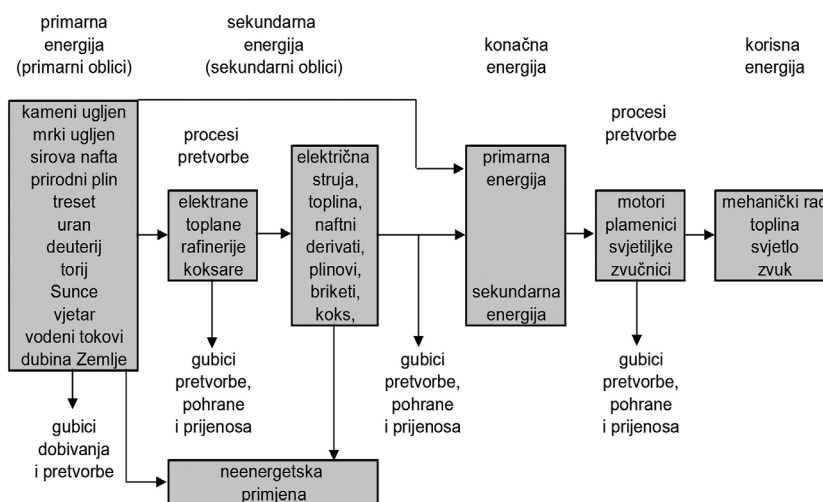 primarna
energija
(primarni oblici)
sekundarna
energija
(sekundarni oblici)
konačna
energija
korisna
energija
kameni ugljen
mrki ugljen
sirova nafta
prirodni plin
treset
uran
deuterij
torij
Sunce
vjetar
vodeni tokovi
dubina Zemlje
procesi
pretvorbe
elektrane
toplane
rafinerije
koksare
električna
struja,
toplina,
naftni
derivati,
plinovi,
briketi,
koks,
primarna
energija
sekundarna
energija
procesi
pretvorbe
motori
plamenici
svjetiljke
zvučnici
mehanički rad
toplina
svjetlo
zvuk
gubici
dobivanja
i pretvorbe
gubici
pretvorbe,
pohrane
i prijenosa
gubici
pretvorbe,
pohrane
i prijenosa
gubici
pretvorbe,
pohrane
i prijenosa
neenergetska
primjena